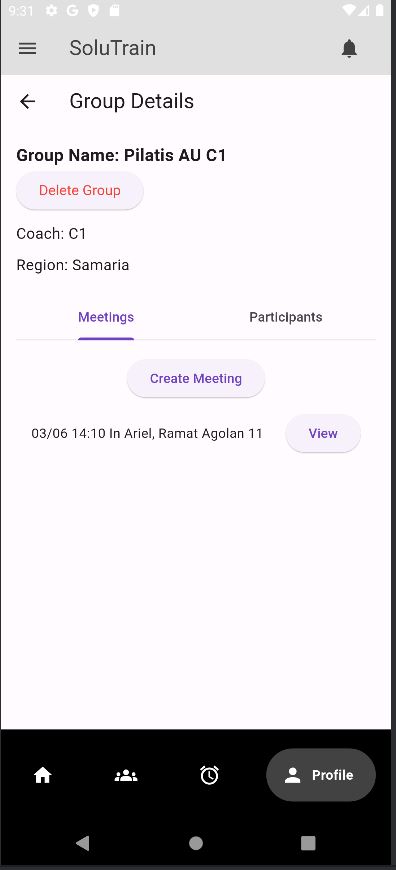 9:31
SoluTrain
Group Details
Group Name: Pilatis AU C1
Delete Group
Coach: C1
Region: Samaria
Meetings Participants
Create Meeting
03/06 14:10 In Ariel, Ramat Agolan 11 View
Profile